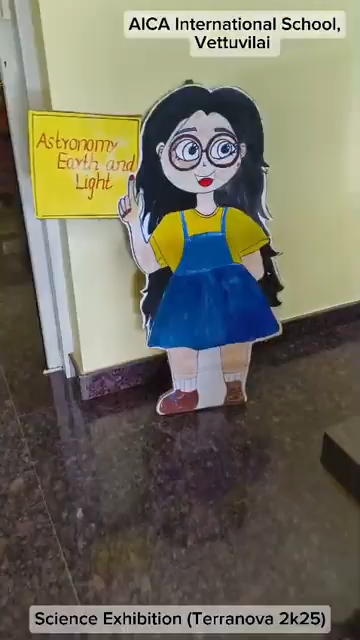 AICA International School,
Vettuvilai
Astronomy
Earth and
Light
Science Exhibition (Terranova 2k25)